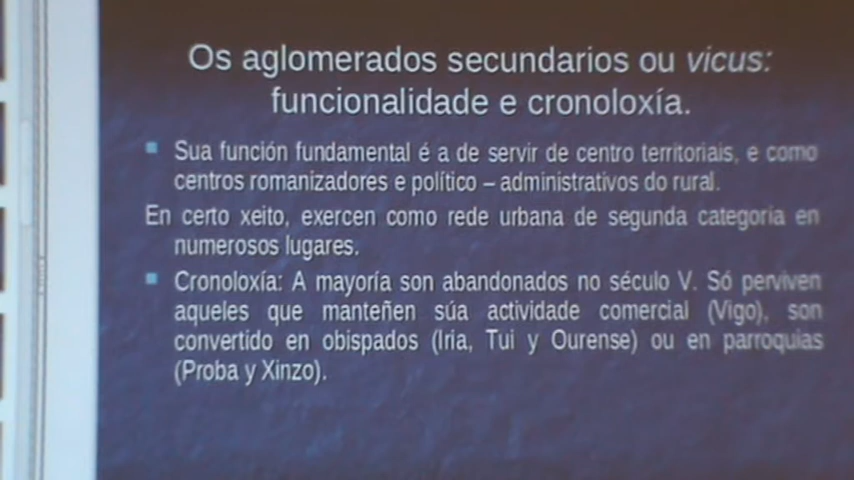 Os aglomerados secundarios ou vicus:
funcionalidade e cronoloxía.
Sua función fundamental é a de servir de centro territoriais, e como
centros romanizadores e político – administrativos do rural.
En certo xeito, exercen como rede urbana de segunda categoría en
numerosos lugares.
Cronoloxía: A mayoría son abandonados no século V. Só perviven
aqueles que manteñen súa actividade comercial (Vigo), son
convertido en obispados (Iria, Tui y Ourense) ou en parroquias
(Proba y Xinzo).